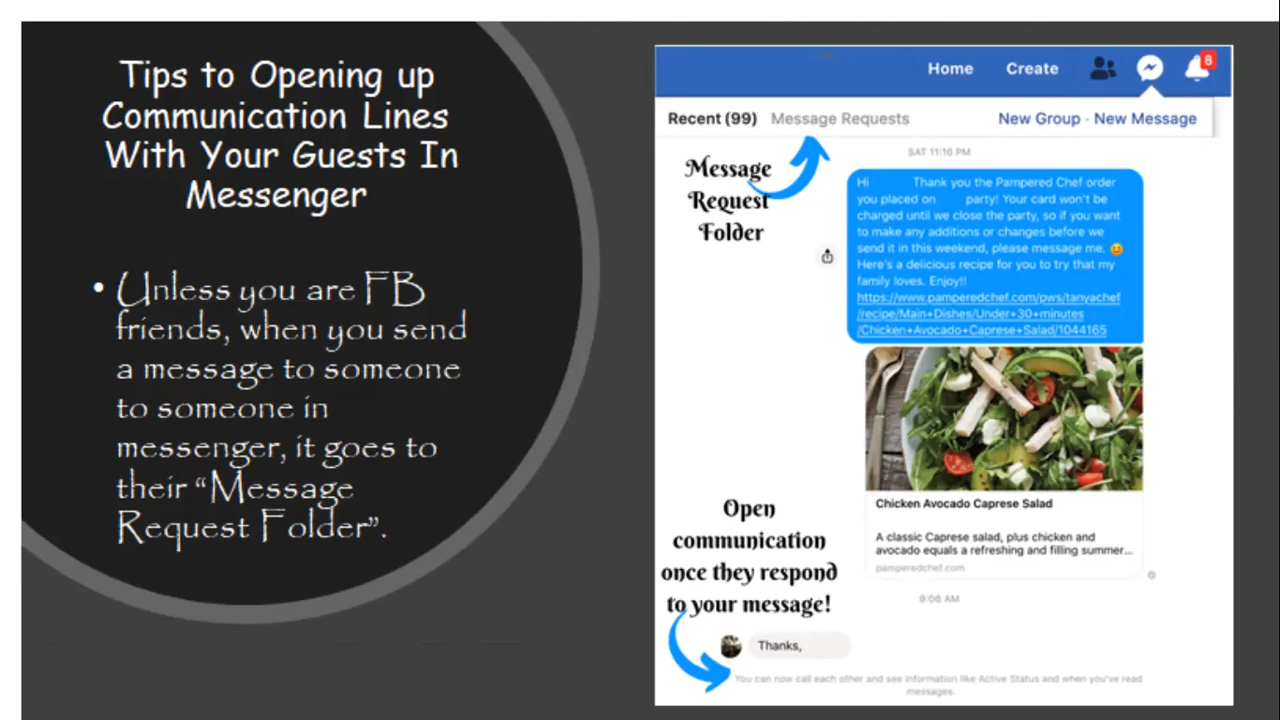 Tips to Opening up
Communication Lines
With Your Guests In
Messenger
• Unless you are FB
friends, when you send
a message to someone
to someone in
messenger, it goes to
their “Message
Request Folder”.
Home Create 8
Recent (99) Message Requests New Group · New Message
SAT 11:16 PM
Message
Request
Folder
Hi Thank you the Pampered Chef order
you placed on party! Your card won't be
charged until we close the party, so if you want
to make any additions or changes before we
send it in this weekend, please message me. 😀
Here's a delicious recipe for you to try that my
family loves. Enjoy!!
https://www.pamperedchef.com/pws/tanyachef
/recipe/Main+Dishes/Under+30+minutes
/Chicken+Avocado+Caprese+Salad/1044165
Chicken Avocado Caprese Salad
A classic Caprese salad, plus chicken and
avocado equals a refreshing and filling summer...
pamperedchef.com
Open
communication
once they respond
to your message!
9:06 AM
Thanks,
You can now call each other and see information like Active Status and when you've read
messages.